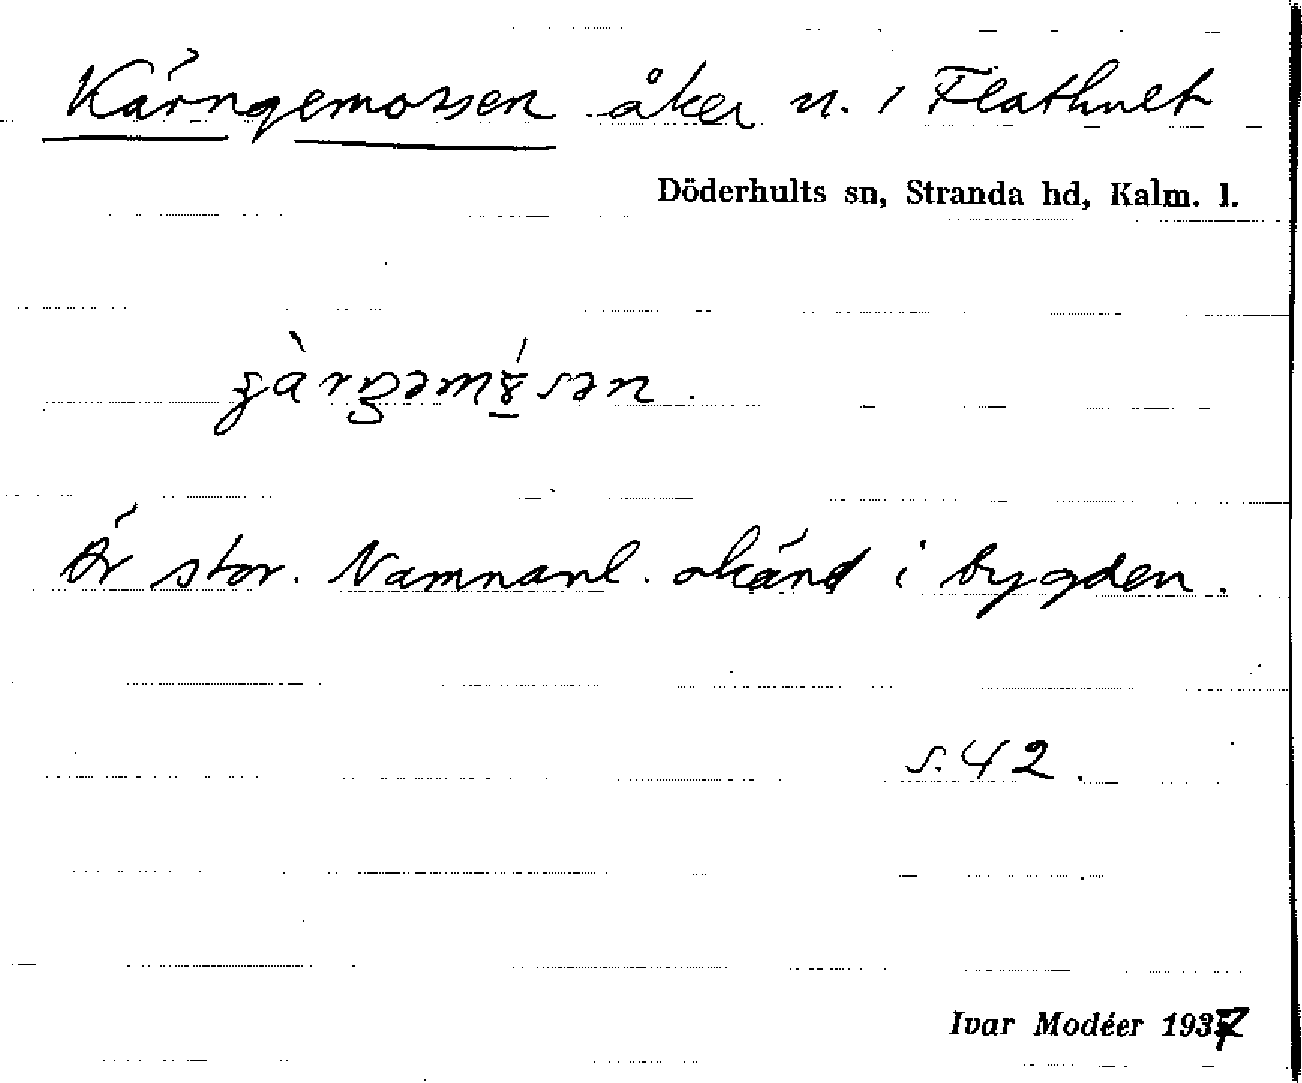 Kärngemossen åker n. i Flathult
Döderhults sn, Stranda hd, Kalm. l.
Är stor. Namnanl. okänd i bygden.
s. 42.
Ivar Modéer 1937